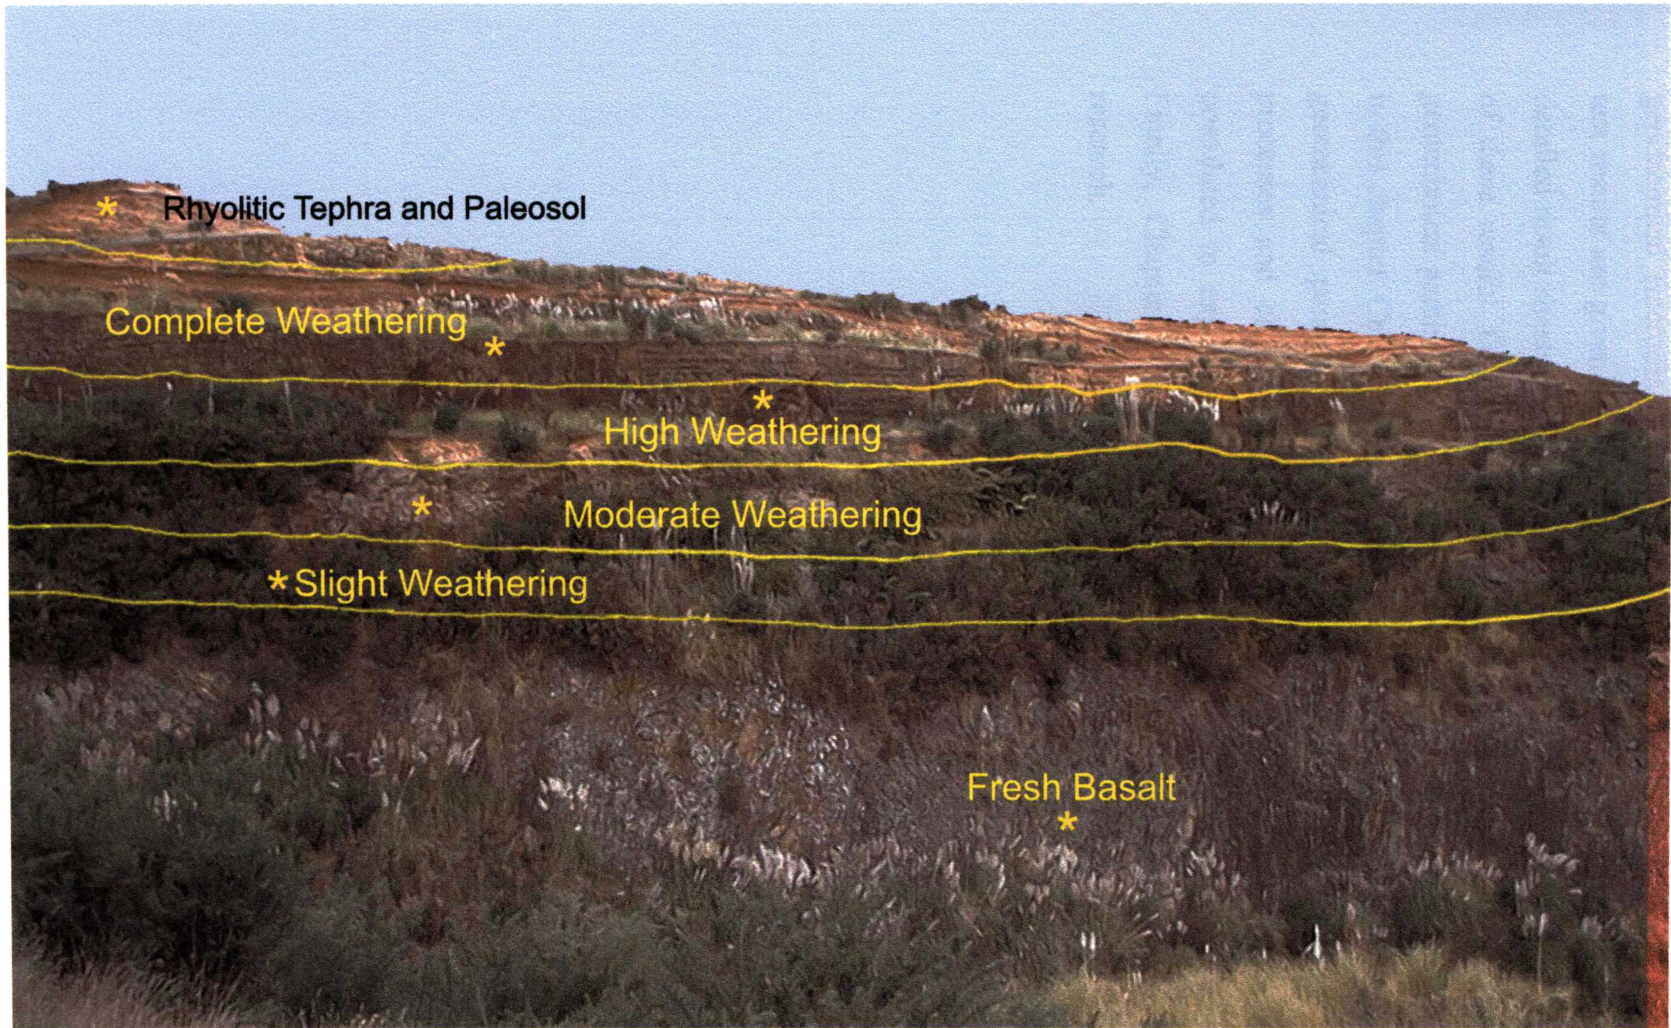 * Rhyolitic Tephra and Paleosol
Complete Weathering
*
*
High Weathering
*
Moderate Weathering
*Slight Weathering
Fresh Basalt
*